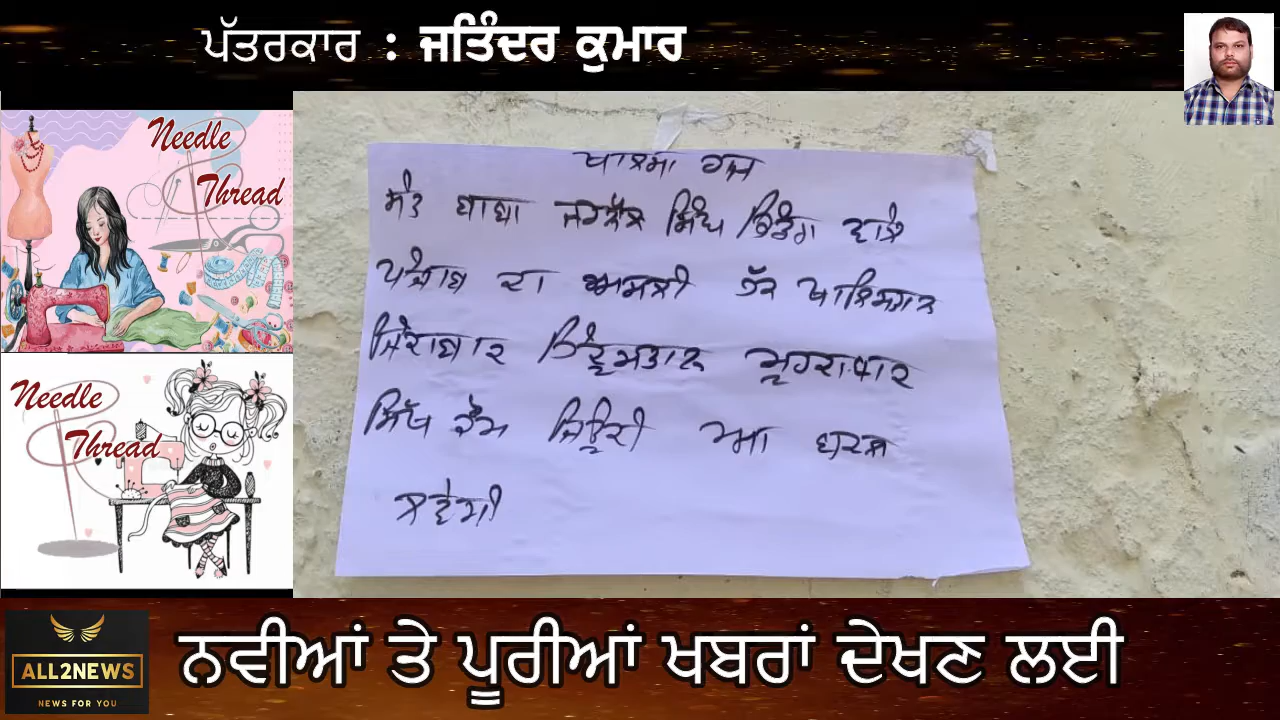 ਪੱਤਰਕਾਰ : ਜਤਿੰਦਰ ਕੁਮਾਰ
Needle
Thread
ਖਾਲਸਾ ਰਾਜ
ਸੰਤ ਬਾਬਾ ਜਰਨੈਲ ਸਿੰਘ ਭਿੰਡਰਾ ਵਾਲੇ
ਪੰਜਾਬ ਦਾ ਅਸਲੀ ਹੱਕ ਖਾਲਿਸਤਾਨ
ਜਿੰਦਾਬਾਦ ਹਿੰਦੂਸਤਾਨ ਮੂਰਦਾਬਾਦ
ਸਿੱਖ ਕੌਮ ਜਿਊਂਦੀ ਆ
ਲਵੇਗੀ
Needle
Thread
ALL2NEWS
NEWS FOR YOU
ਨਵੀਆਂ ਤੇ ਪੂਰੀਆਂ ਖਬਰਾਂ ਦੇਖਣ ਲਈ